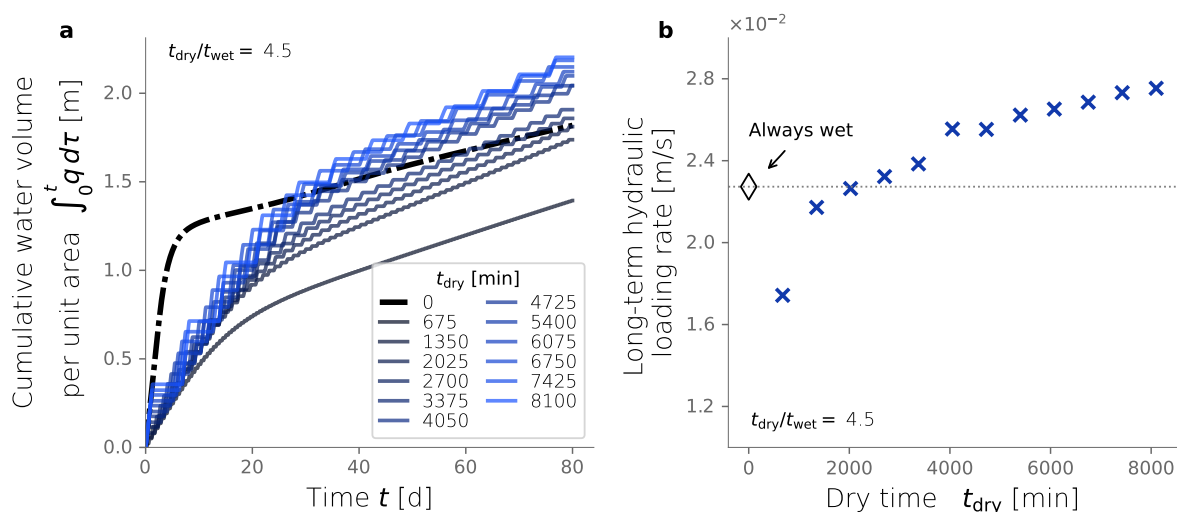 a
t_dry/t_wet = 4.5
Cumulative water volume
per unit area ∫₀ᵗ q dτ [m]
2.0
1.5
1.0
0.5
0.0
0
20
40
60
80
Time t [d]
t_dry [min]
0
675
1350
2025
2700
3375
4050
4725
5400
6075
6750
7425
8100
b
×10⁻²
Long-term hydraulic
loading rate [m/s]
2.8
2.4
2.0
1.6
1.2
Always wet
t_dry/t_wet = 4.5
0
2000
4000
6000
8000
Dry time t_dry [min]